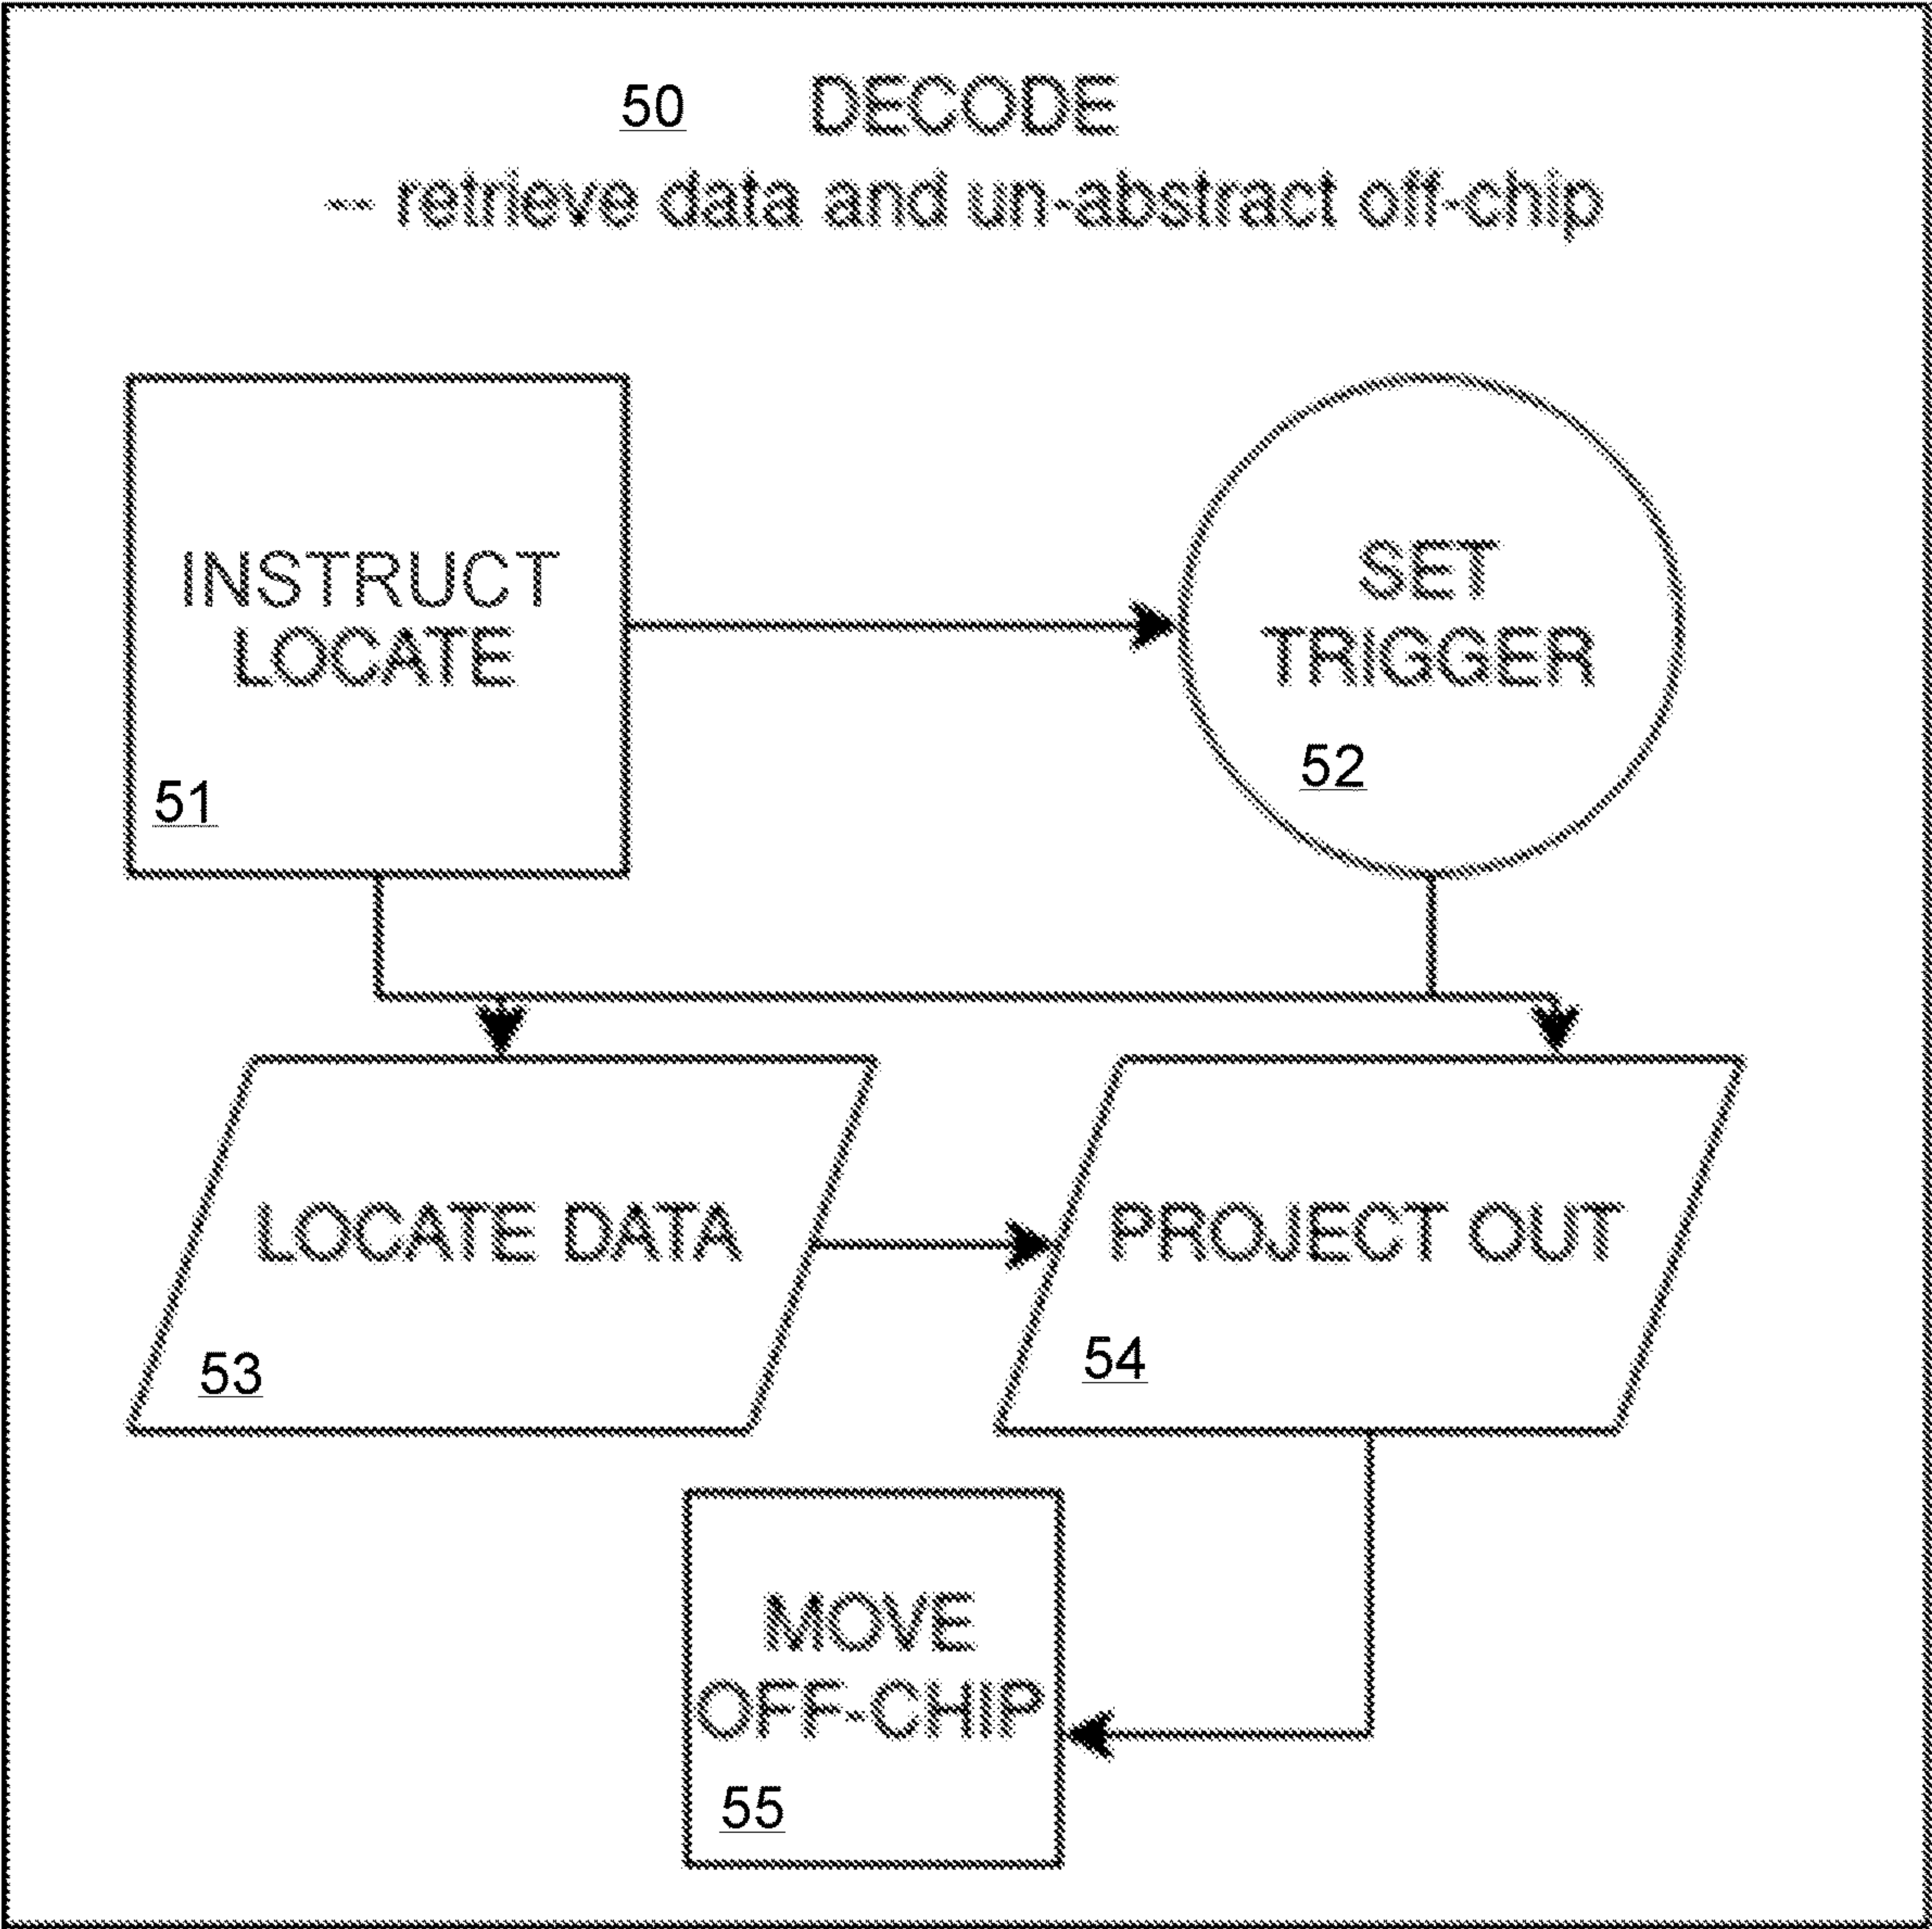 50 DECODE
-- retrieve data and un-abstract off-chip
INSTRUCT
LOCATE
51
SET
TRIGGER
52
LOCATE DATA
53
PROJECT OUT
54
MOVE
OFF-CHIP
55